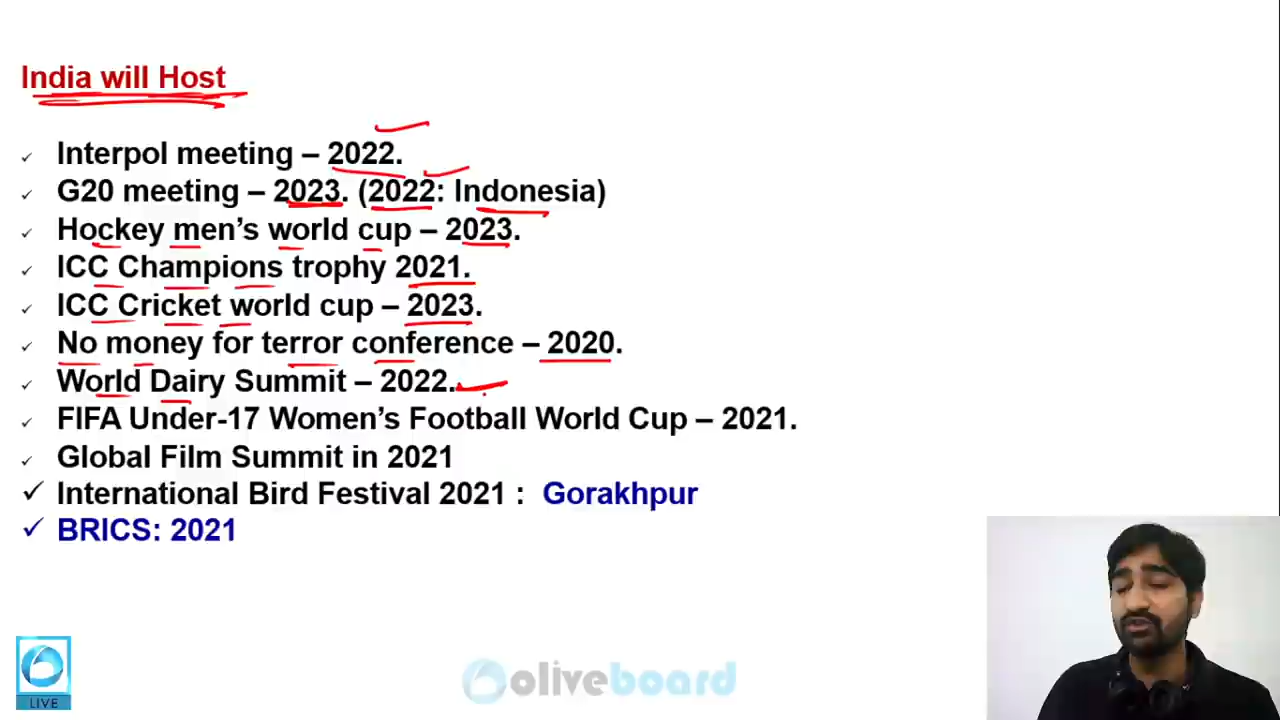 India will Host
✓ Interpol meeting – 2022.
✓ G20 meeting – 2023. (2022: Indonesia)
✓ Hockey men’s world cup – 2023.
✓ ICC Champions trophy 2021.
✓ ICC Cricket world cup – 2023.
✓ No money for terror conference – 2020.
✓ World Dairy Summit – 2022.
✓ FIFA Under-17 Women’s Football World Cup – 2021.
✓ Global Film Summit in 2021
✓ International Bird Festival 2021 : Gorakhpur
✓ BRICS: 2021
LIVE
oliveboard